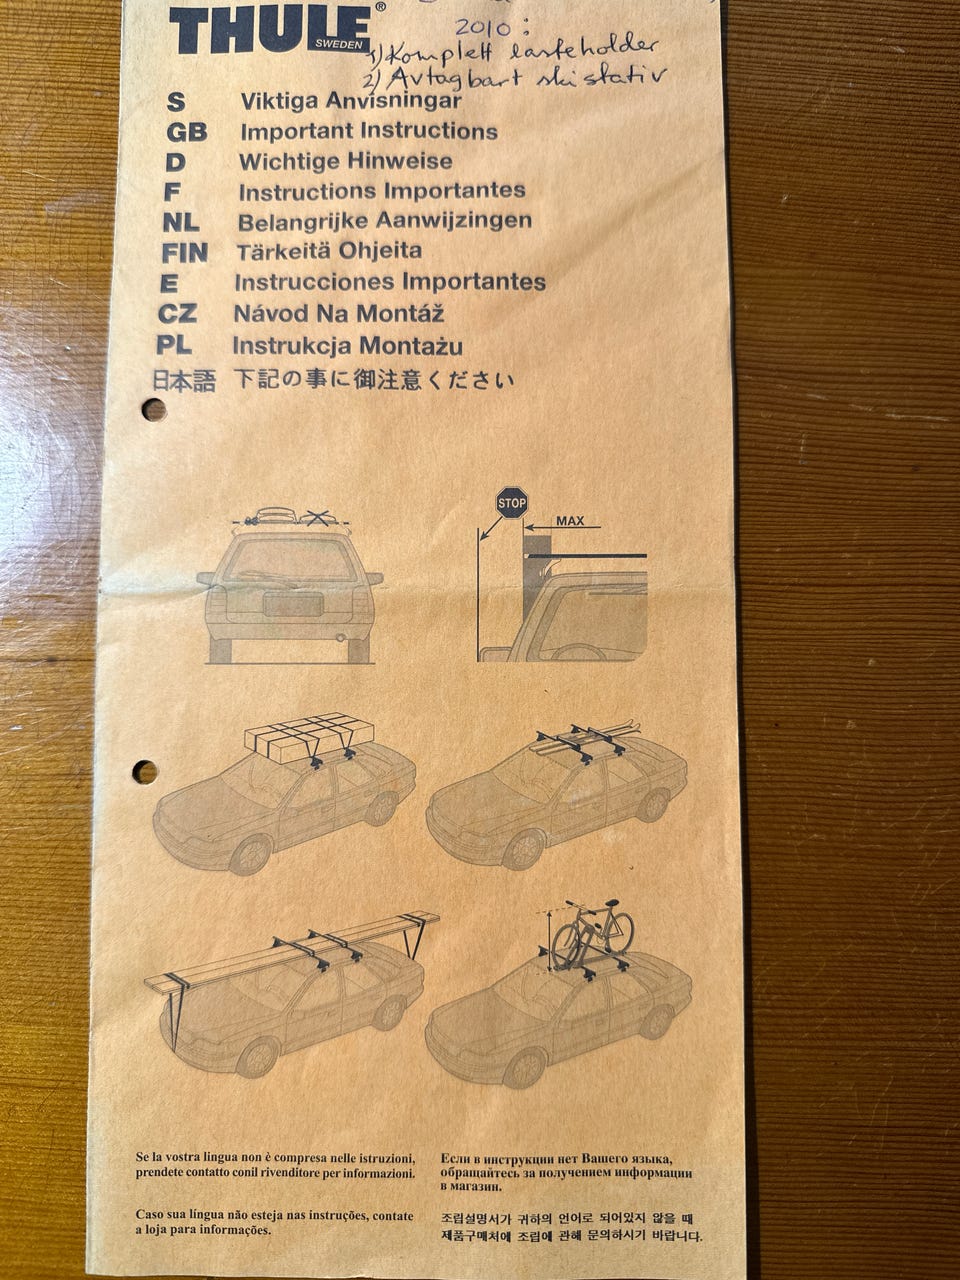 THULE®
SWEDEN
2010:
1) Komplett lasteholder
2) Avtagbart skistativ
S Viktiga Anvisningar
GB Important Instructions
D Wichtige Hinweise
F Instructions Importantes
NL Belangrijke Aanwijzingen
FIN Tärkeitä Ohjeita
E Instrucciones Importantes
CZ Návod Na Montáž
PL Instrukcja Montażu
日本語 下記の事に御注意ください
STOP
MAX
Se la vostra lingua non è compresa nelle istruzioni,
prendete contatto conil rivenditore per informazioni.
Если в инструкции нет Вашего языка,
обращайтесь за получением информации
в магазин.
Caso sua língua não esteja nas instruções, contate
a loja para informações.
조립설명서가 귀하의 언어로 되어있지 않을 때
제품구매처에 조립에 관해 문의하시기 바랍니다.